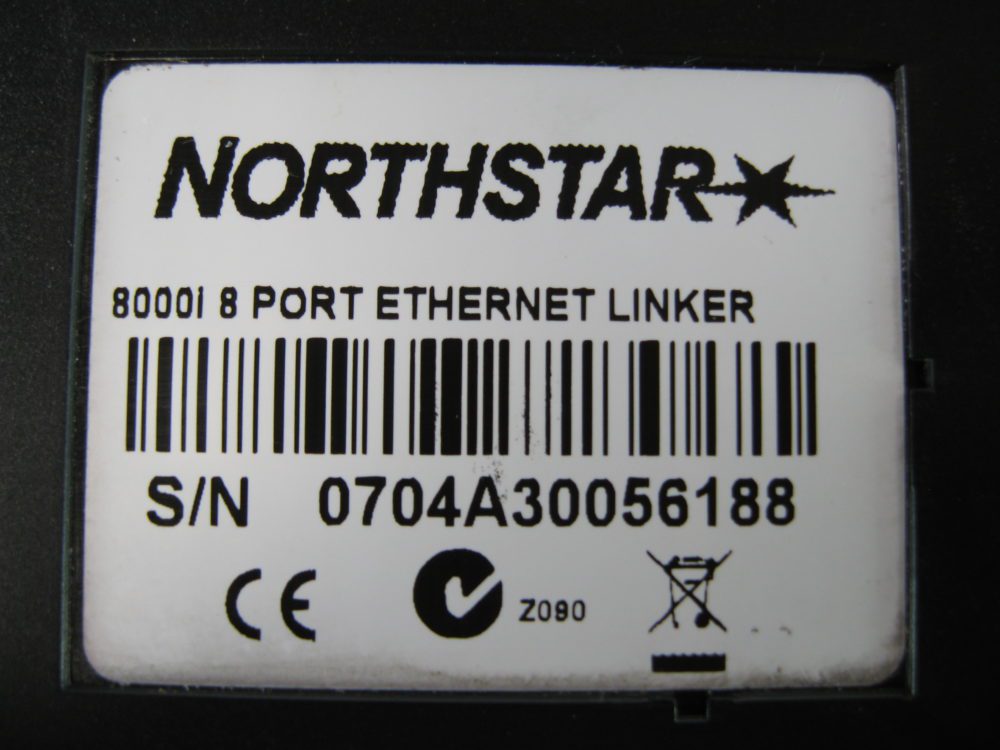 NORTHSTAR
8000i 8 PORT ETHERNET LINKER
S/N 0704A30056188
CE Z090